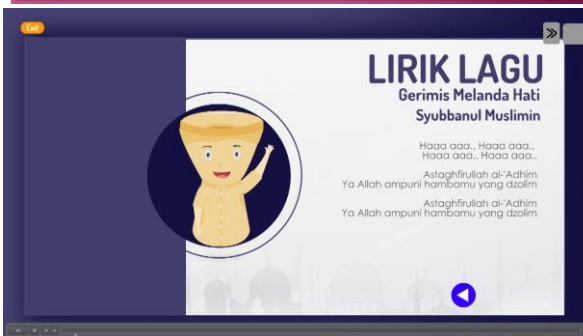 Exit
LIRIK LAGU
Gerimis Melanda Hati
Syubbanul Muslimin
Haaa aaa.. Haaa aaa..
Haaa aaa.. Haaa aaa..
Astaghfirullah al-'Adhim
Ya Allah ampuni hambamu yang dzolim
Astaghfirullah al-'Adhim
Ya Allah ampuni hambamu yang dzolim